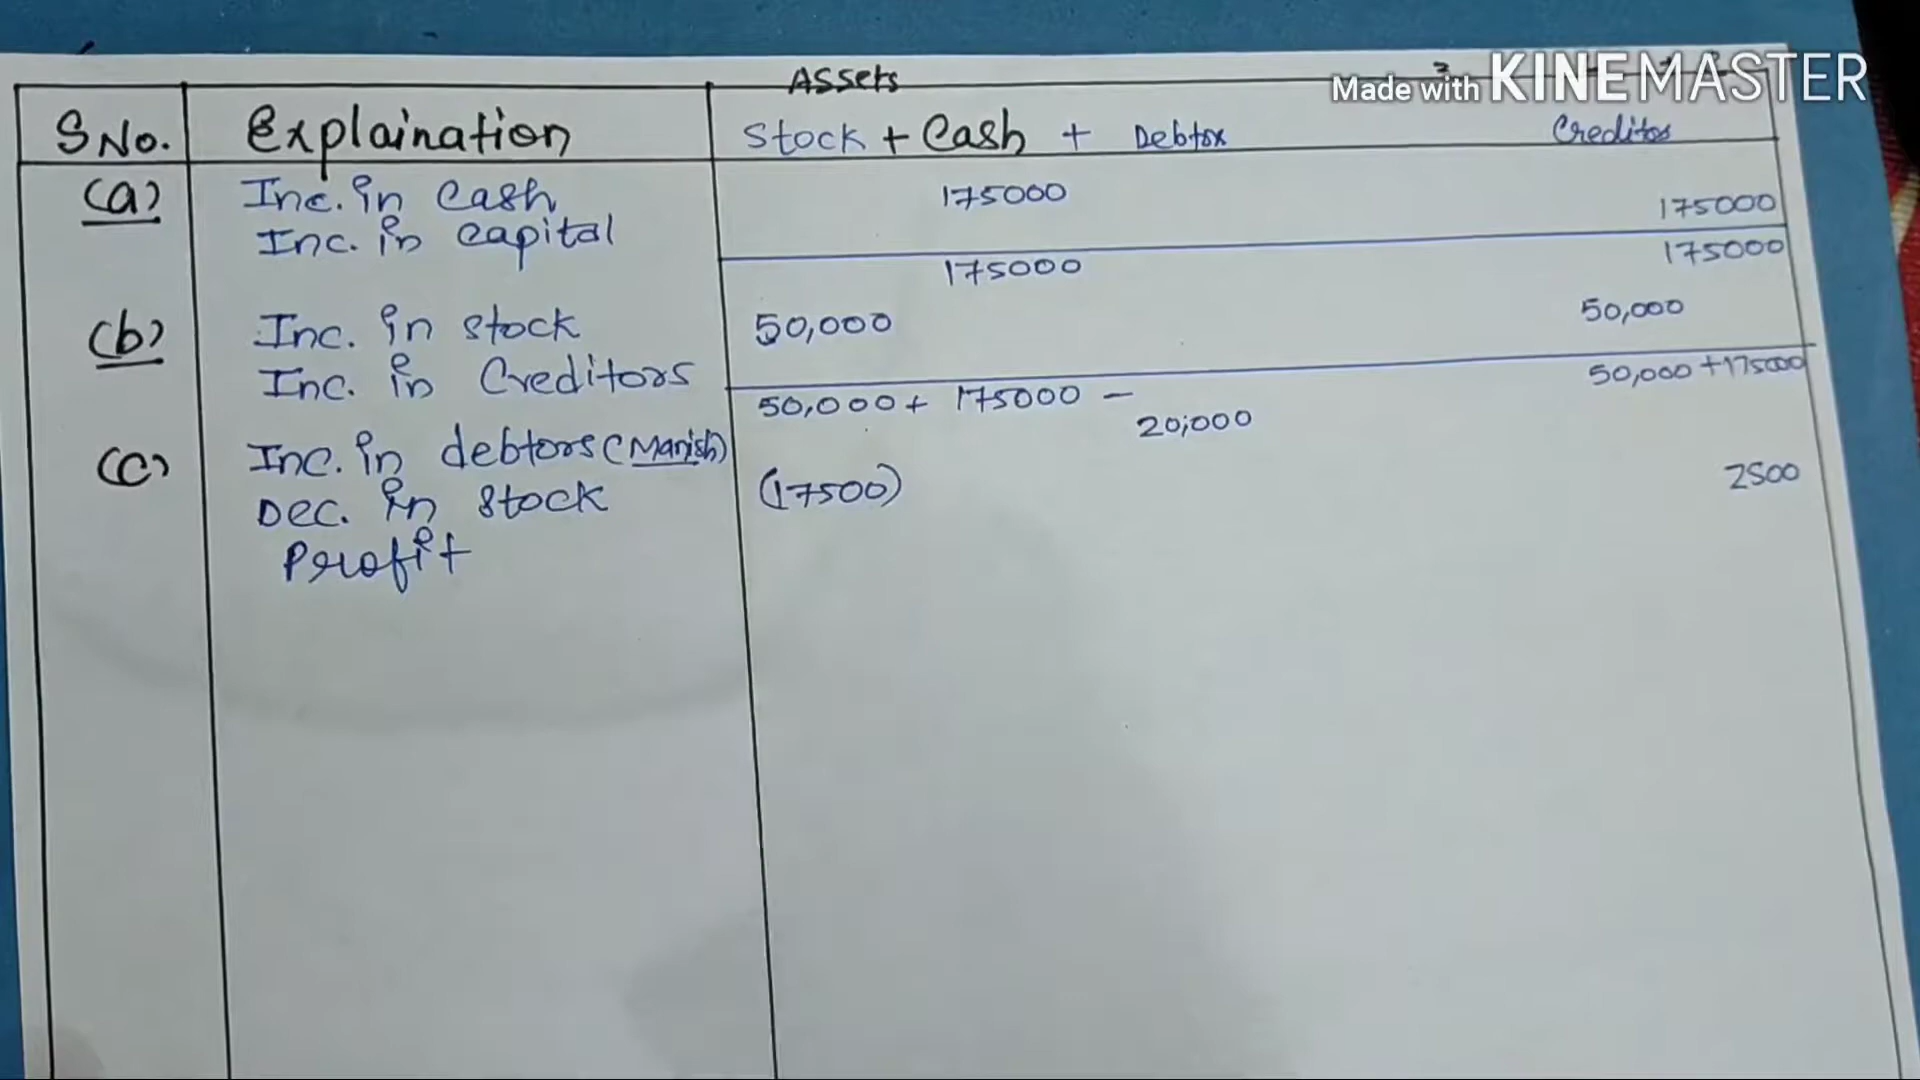 Made with KINEMASTER
Assets
S No. Explaination Stock + Cash + Debtor Creditos
(a) Inc. in cash 175000 175000
Inc. in capital
175000 175000
(b) Inc. in stock 50,000 50,000
Inc. in Creditors
50,000 + 175000 - 50,000 + 175000
(c) Inc. in debtors (Manish) 20,000
Dec. in stock (17500) 2500
Profit